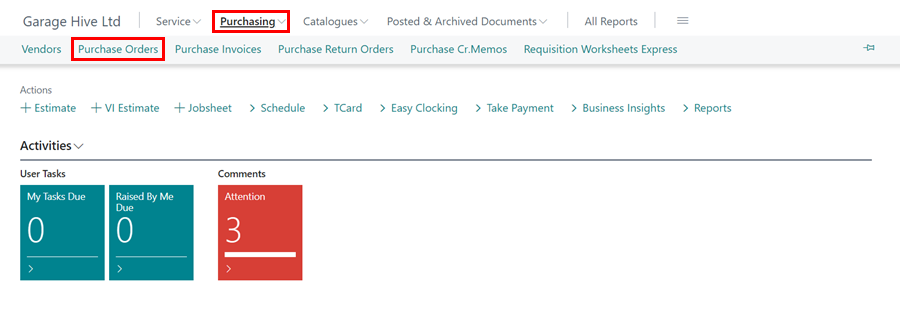 Garage Hive Ltd Service Purchasing Catalogues Posted & Archived Documents All Reports
Vendors Purchase Orders Purchase Invoices Purchase Return Orders Purchase Cr.Memos Requisition Worksheets Express
Actions
+ Estimate + VI Estimate + Jobsheet > Schedule > TCard > Easy Clocking > Take Payment > Business Insights > Reports
Activities
User Tasks Comments
My Tasks Due Raised By Me Due Attention
0 0 3